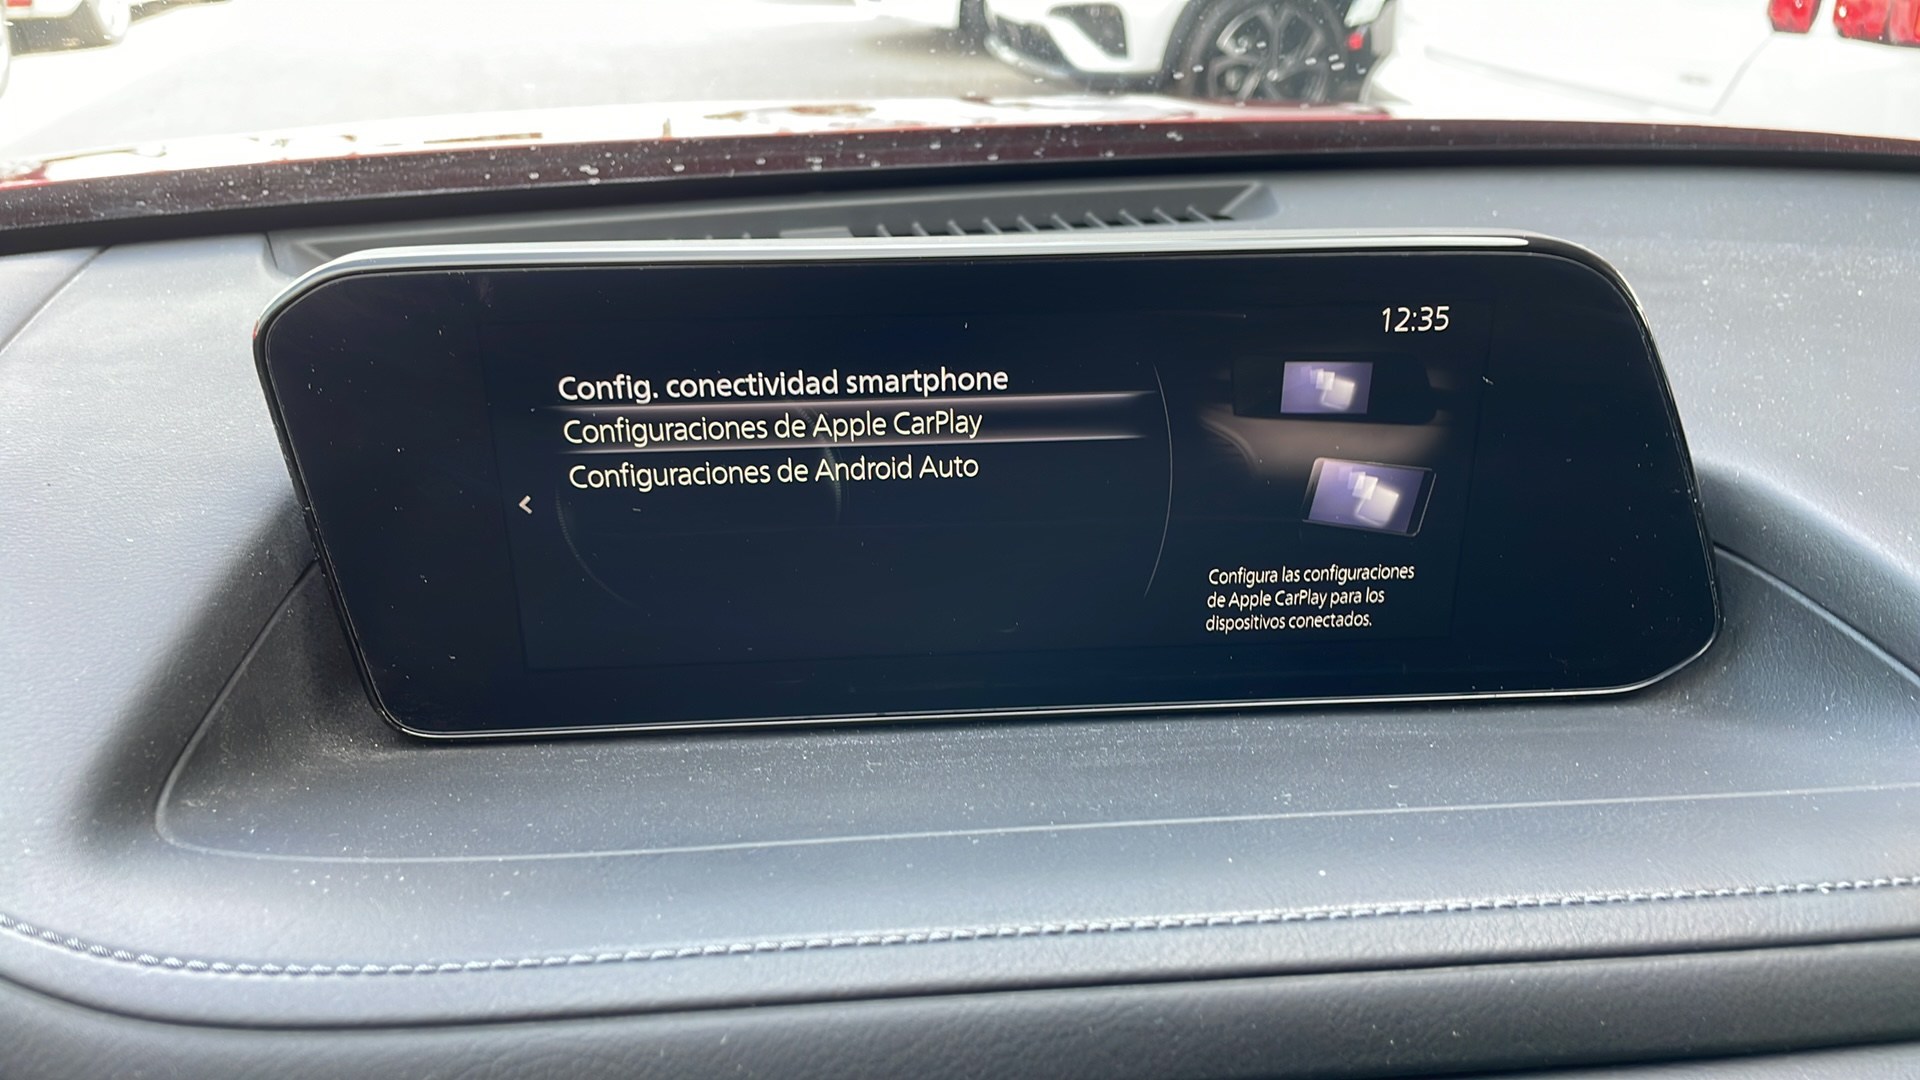 12:35
Config. conectividad smartphone
Configuraciones de Apple CarPlay
Configuraciones de Android Auto
Configura las configuraciones
de Apple CarPlay para los
dispositivos conectados.